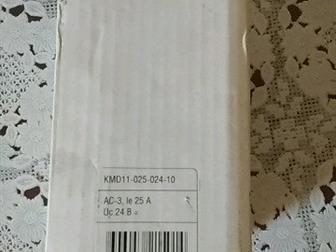 KMD11-025-024-10
AC-3, Ie 25 A
Uc 24 В =